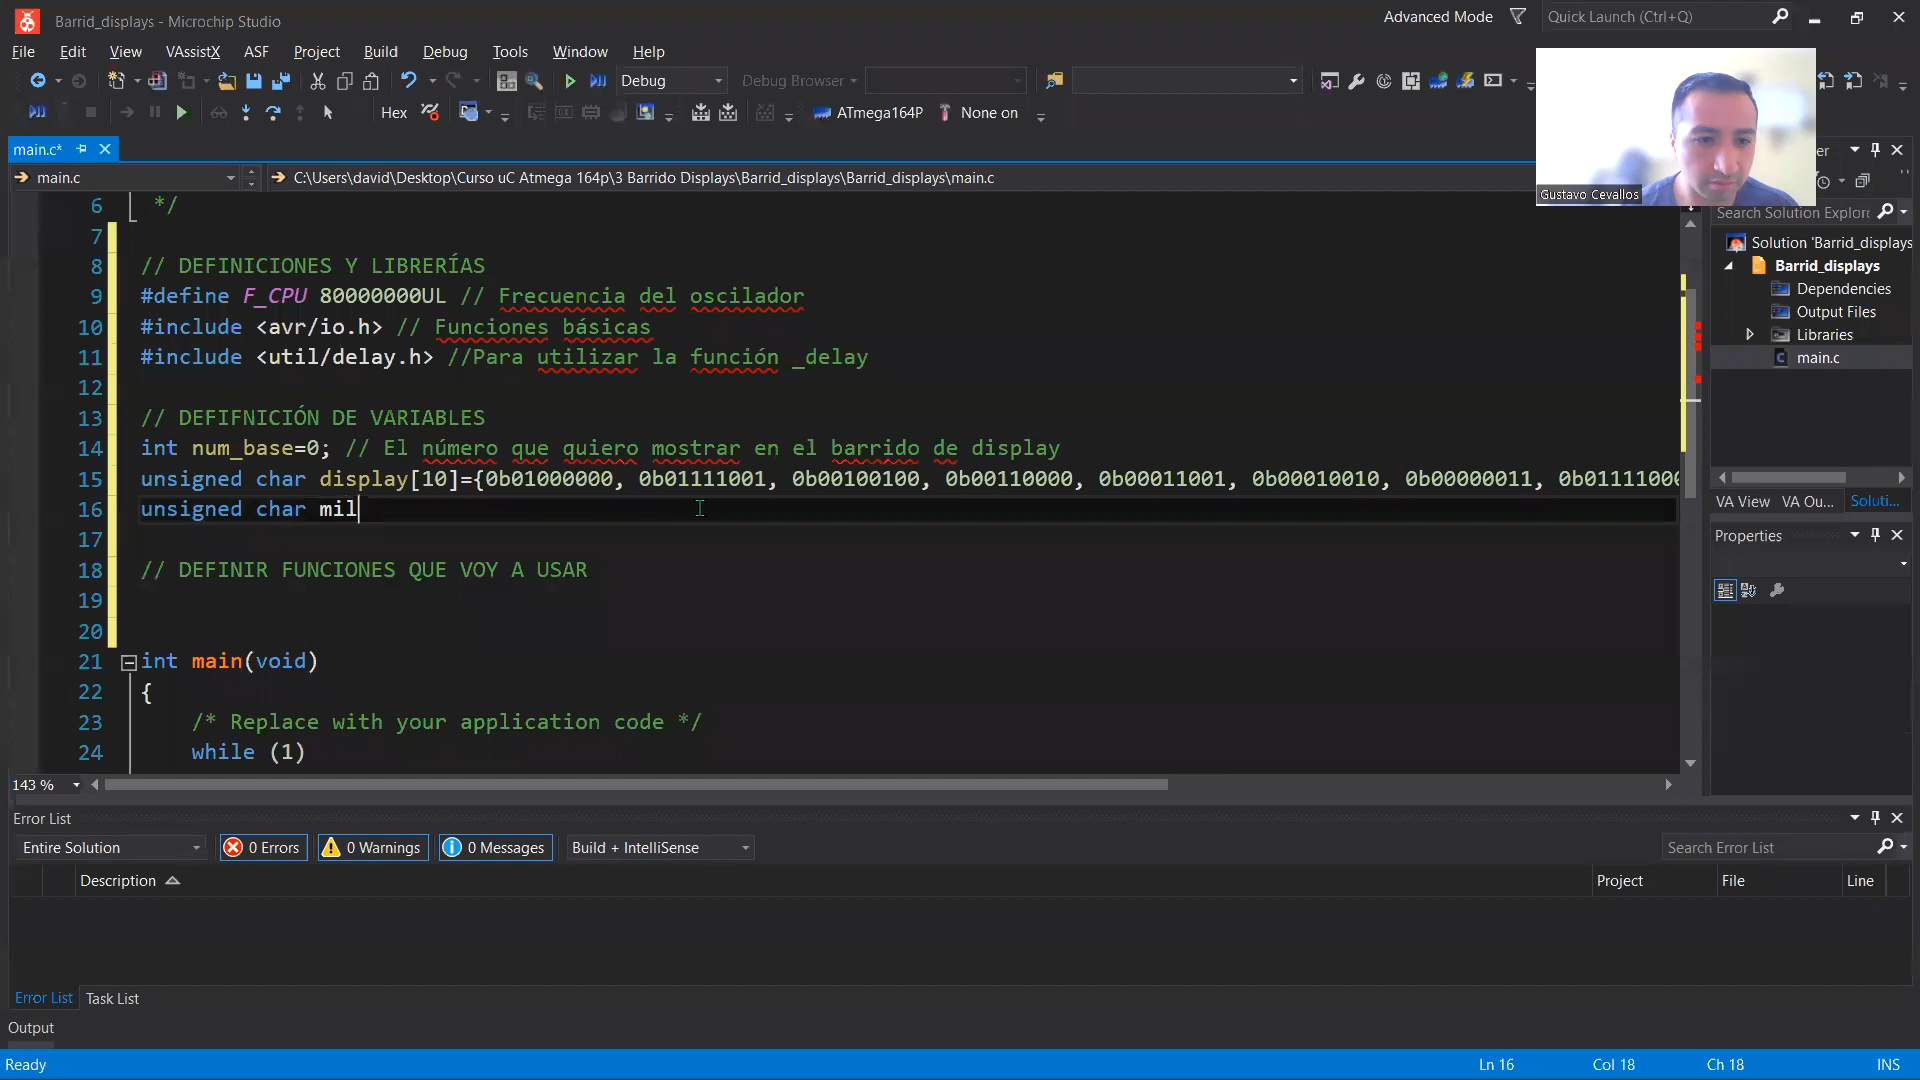 Barrid_displays - Microchip Studio
Advanced Mode
Quick Launch (Ctrl+Q)
File Edit View VAssistX ASF Project Build Debug Tools Window Help
Debug
Debug Browser
Hex
ATmega164P
None on
main.c*
main.c
C:\Users\david\Desktop\Curso uC Atmega 164p\3 Barrido Displays\Barrid_displays\Barrid_displays\main.c
6 */
7
8 // DEFINICIONES Y LIBRERÍAS
9 #define F_CPU 80000000UL // Frecuencia del oscilador
10 #include <avr/io.h> // Funciones básicas
11 #include <util/delay.h> //Para utilizar la función _delay
12
13 // DEFIFNICIÓN DE VARIABLES
14 int num_base=0; // El número que quiero mostrar en el barrido de display
15 unsigned char display[10]={0b01000000, 0b01111001, 0b00100100, 0b00110000, 0b00011001, 0b00010010, 0b00000011, 0b01111000
16 unsigned char mil
17
18 // DEFINIR FUNCIONES QUE VOY A USAR
19
20
21 int main(void)
22 {
23 /* Replace with your application code */
24 while (1)
143 %
Gustavo Cevallos
er
Search Solution Explore
Solution 'Barrid_displays
Barrid_displays
Dependencies
Output Files
Libraries
main.c
VA View VA Ou... Soluti...
Properties
Error List
Entire Solution
0 Errors
0 Warnings
0 Messages
Build + IntelliSense
Search Error List
Description
Project
File
Line
Error List Task List
Output
Ready
Ln 16
Col 18
Ch 18
INS